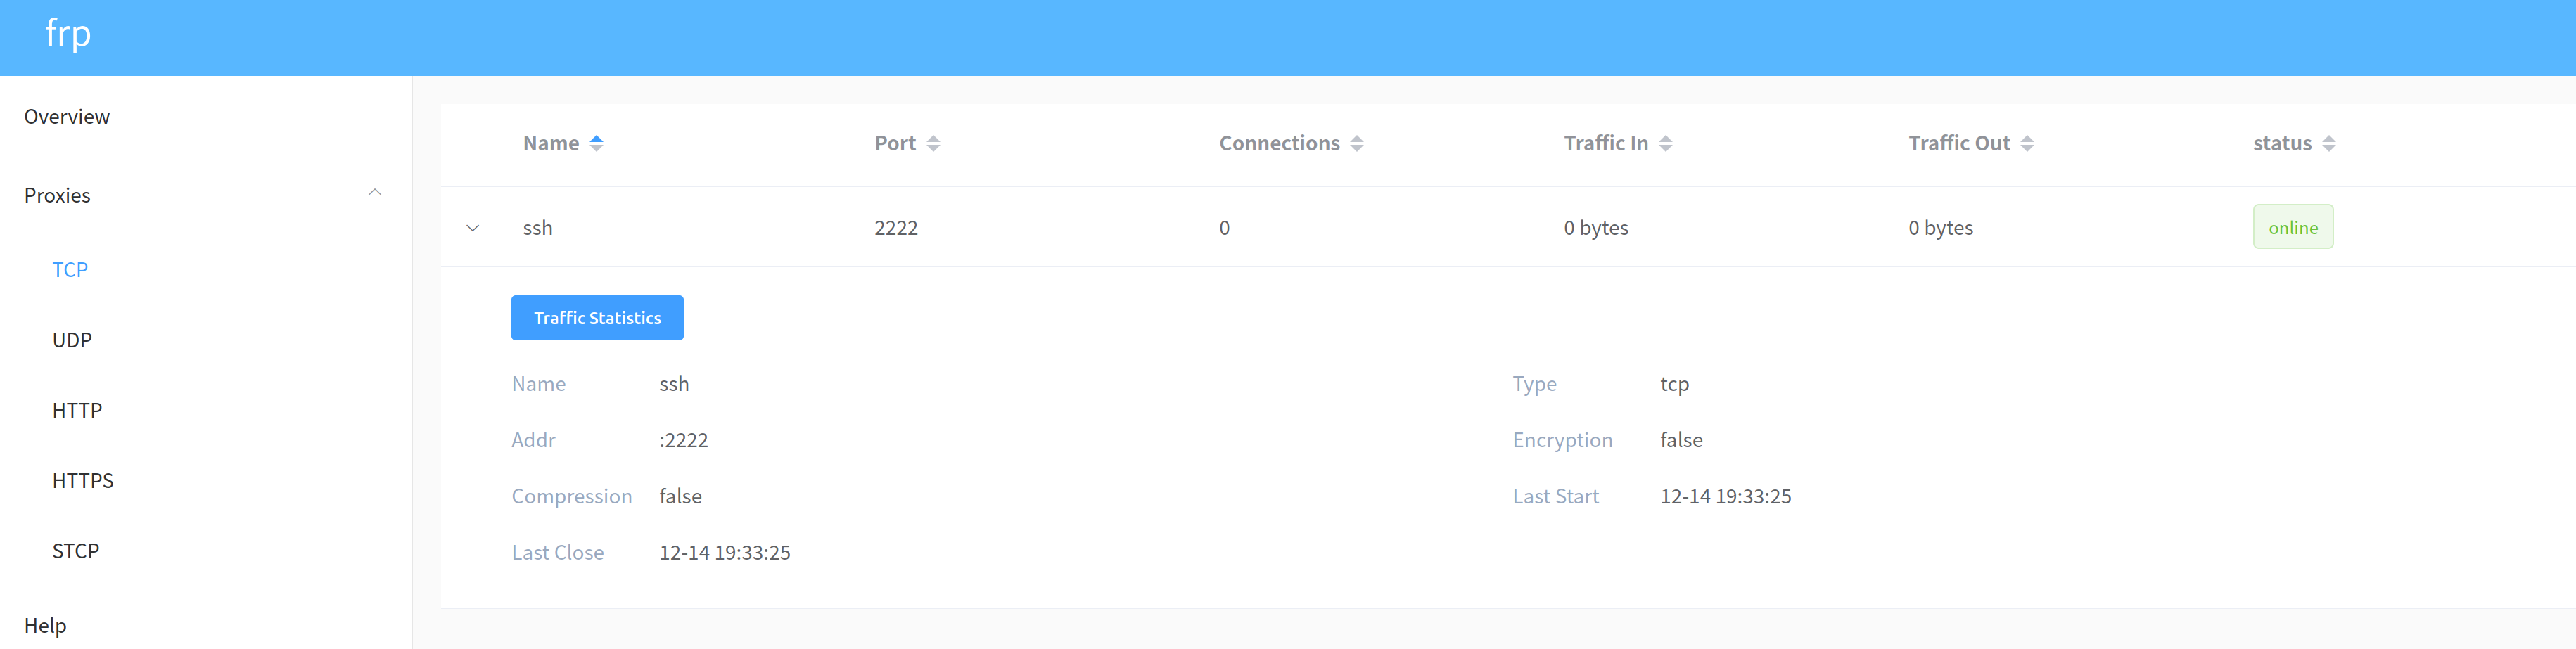 frp
Overview
Proxies
TCP
UDP
HTTP
HTTPS
STCP
Help
Name Port Connections Traffic In Traffic Out status
ssh 2222 0 0 bytes 0 bytes online
Traffic Statistics
Name ssh Type tcp
Addr :2222 Encryption false
Compression false Last Start 12-14 19:33:25
Last Close 12-14 19:33:25